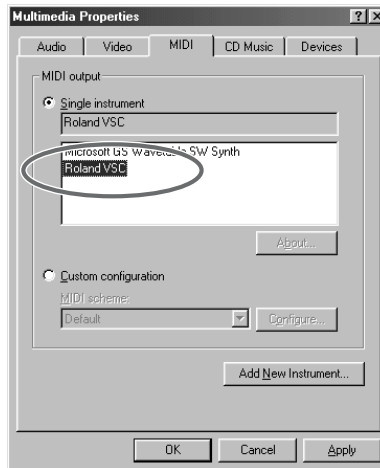 Multimedia Properties
Audio Video MIDI CD Music Devices
MIDI output
Single instrument
Roland VSC
Microsoft GS Wavetable SW Synth
Roland VSC
About...
Custom configuration
MIDI scheme:
Default Configure...
Add New Instrument...
OK Cancel Apply